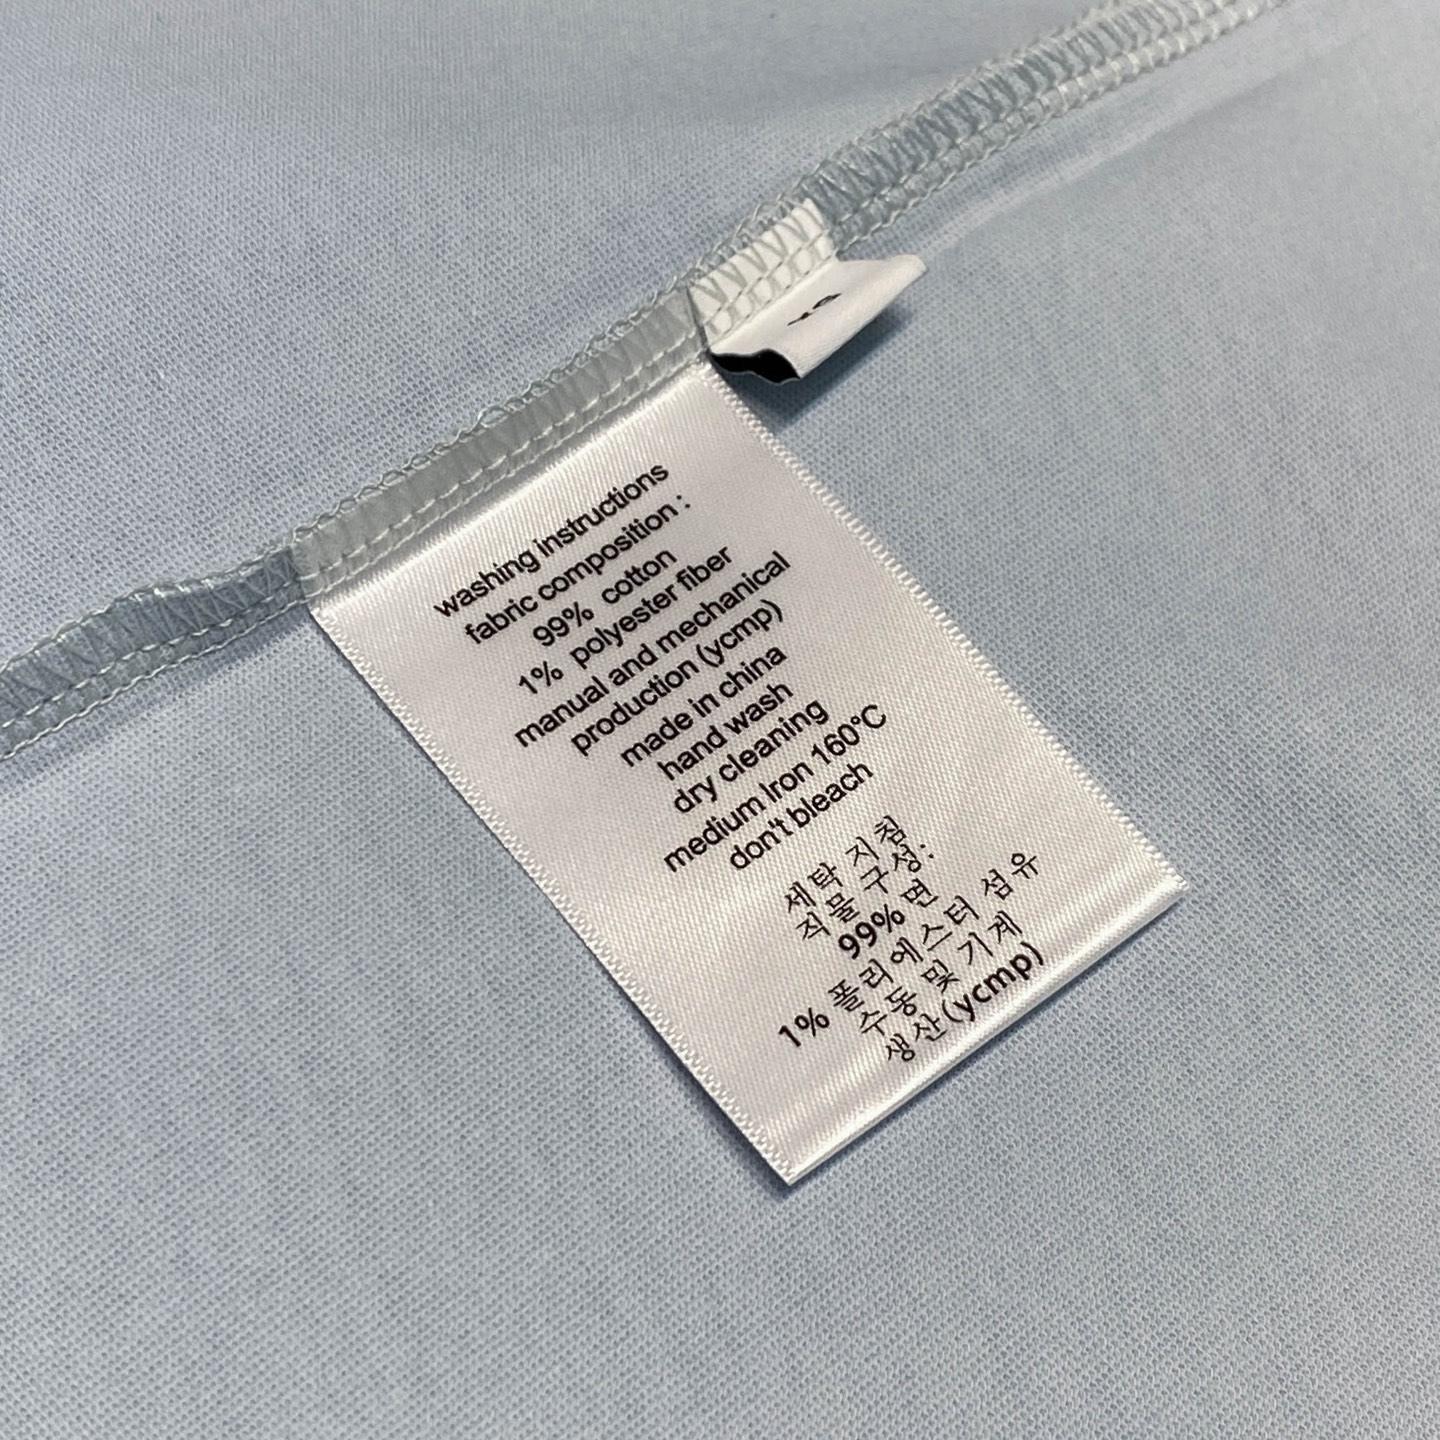 washing instructions
fabric composition :
99% cotton
1% polyester fiber
manual and mechanical
production (ycmp)
made in china
hand wash
dry cleaning
medium Iron 160°C
don't bleach
세탁 지침
직물 구성:
99% 면
1% 폴리에스터 섬유
수동 및 기계
생산(ycmp)